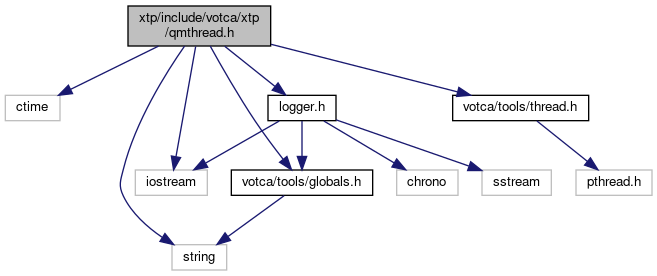 xtp/include/votca/xtp
/qmthread.h
ctime
logger.h
votca/tools/thread.h
iostream
votca/tools/globals.h
chrono
sstream
pthread.h
string